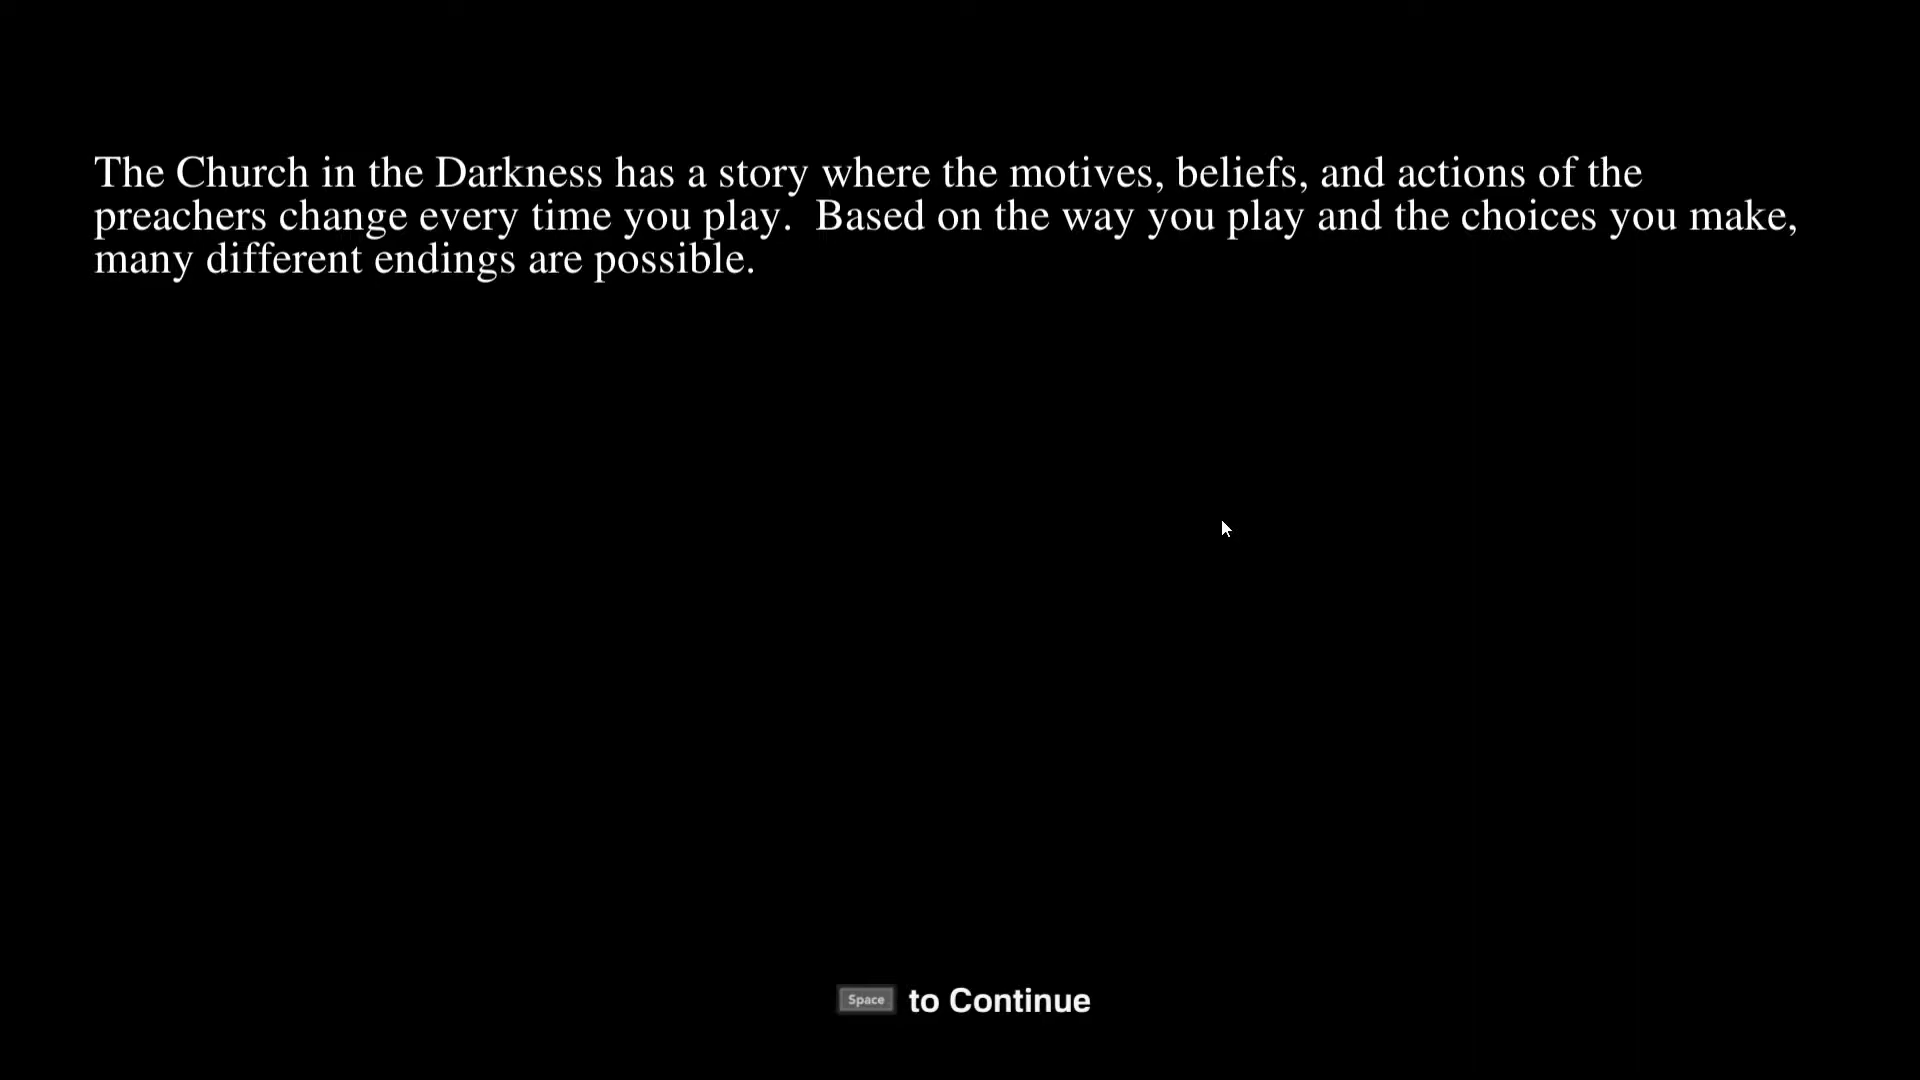 The Church in the Darkness has a story where the motives, beliefs, and actions of the
preachers change every time you play.  Based on the way you play and the choices you make,
many different endings are possible.
Space to Continue